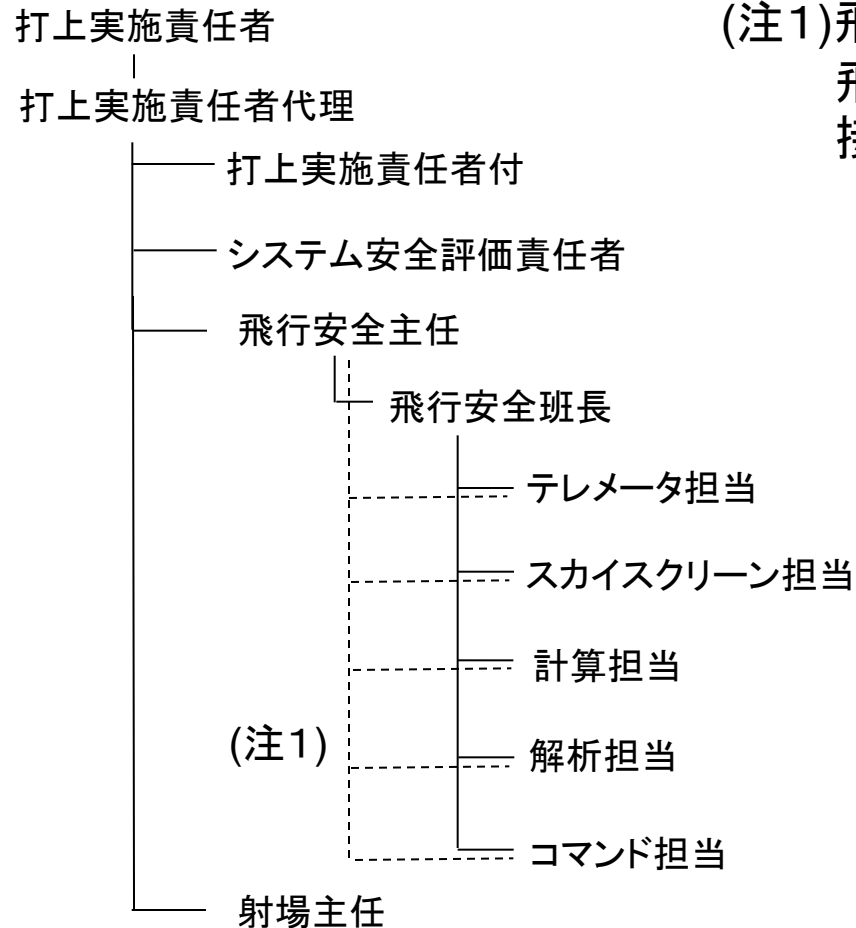 打上実施責任者
(注1)飛
打上実施責任者代理
打上実施責任者付
システム安全評価責任者
飛行安全主任
飛行安全班長
テレメータ担当
スカイスクリーン担当
計算担当
(注1)
解析担当
コマンド担当
射場主任